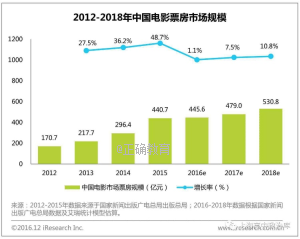 2012-2018年中国电影票房市场规模
27.5%
36.2%
48.7%
1.1%
7.5%
10.8%
1200
1000
800
600
400
200
0
170.7
217.7
296.4
440.7
445.6
479.0
530.8
2012
2013
2014
2015
2016e
2017e
2018e
中国电影市场票房规模（亿元）
增长率（%）
来源：2012-2015年数据来源于国家新闻出版广电总局电影局；2016-2018年数据根据国家新闻
出版广电总局数据及艾瑞统计模型估算。
©2016.12 iResearch Inc.
www.iresearch.com.cn